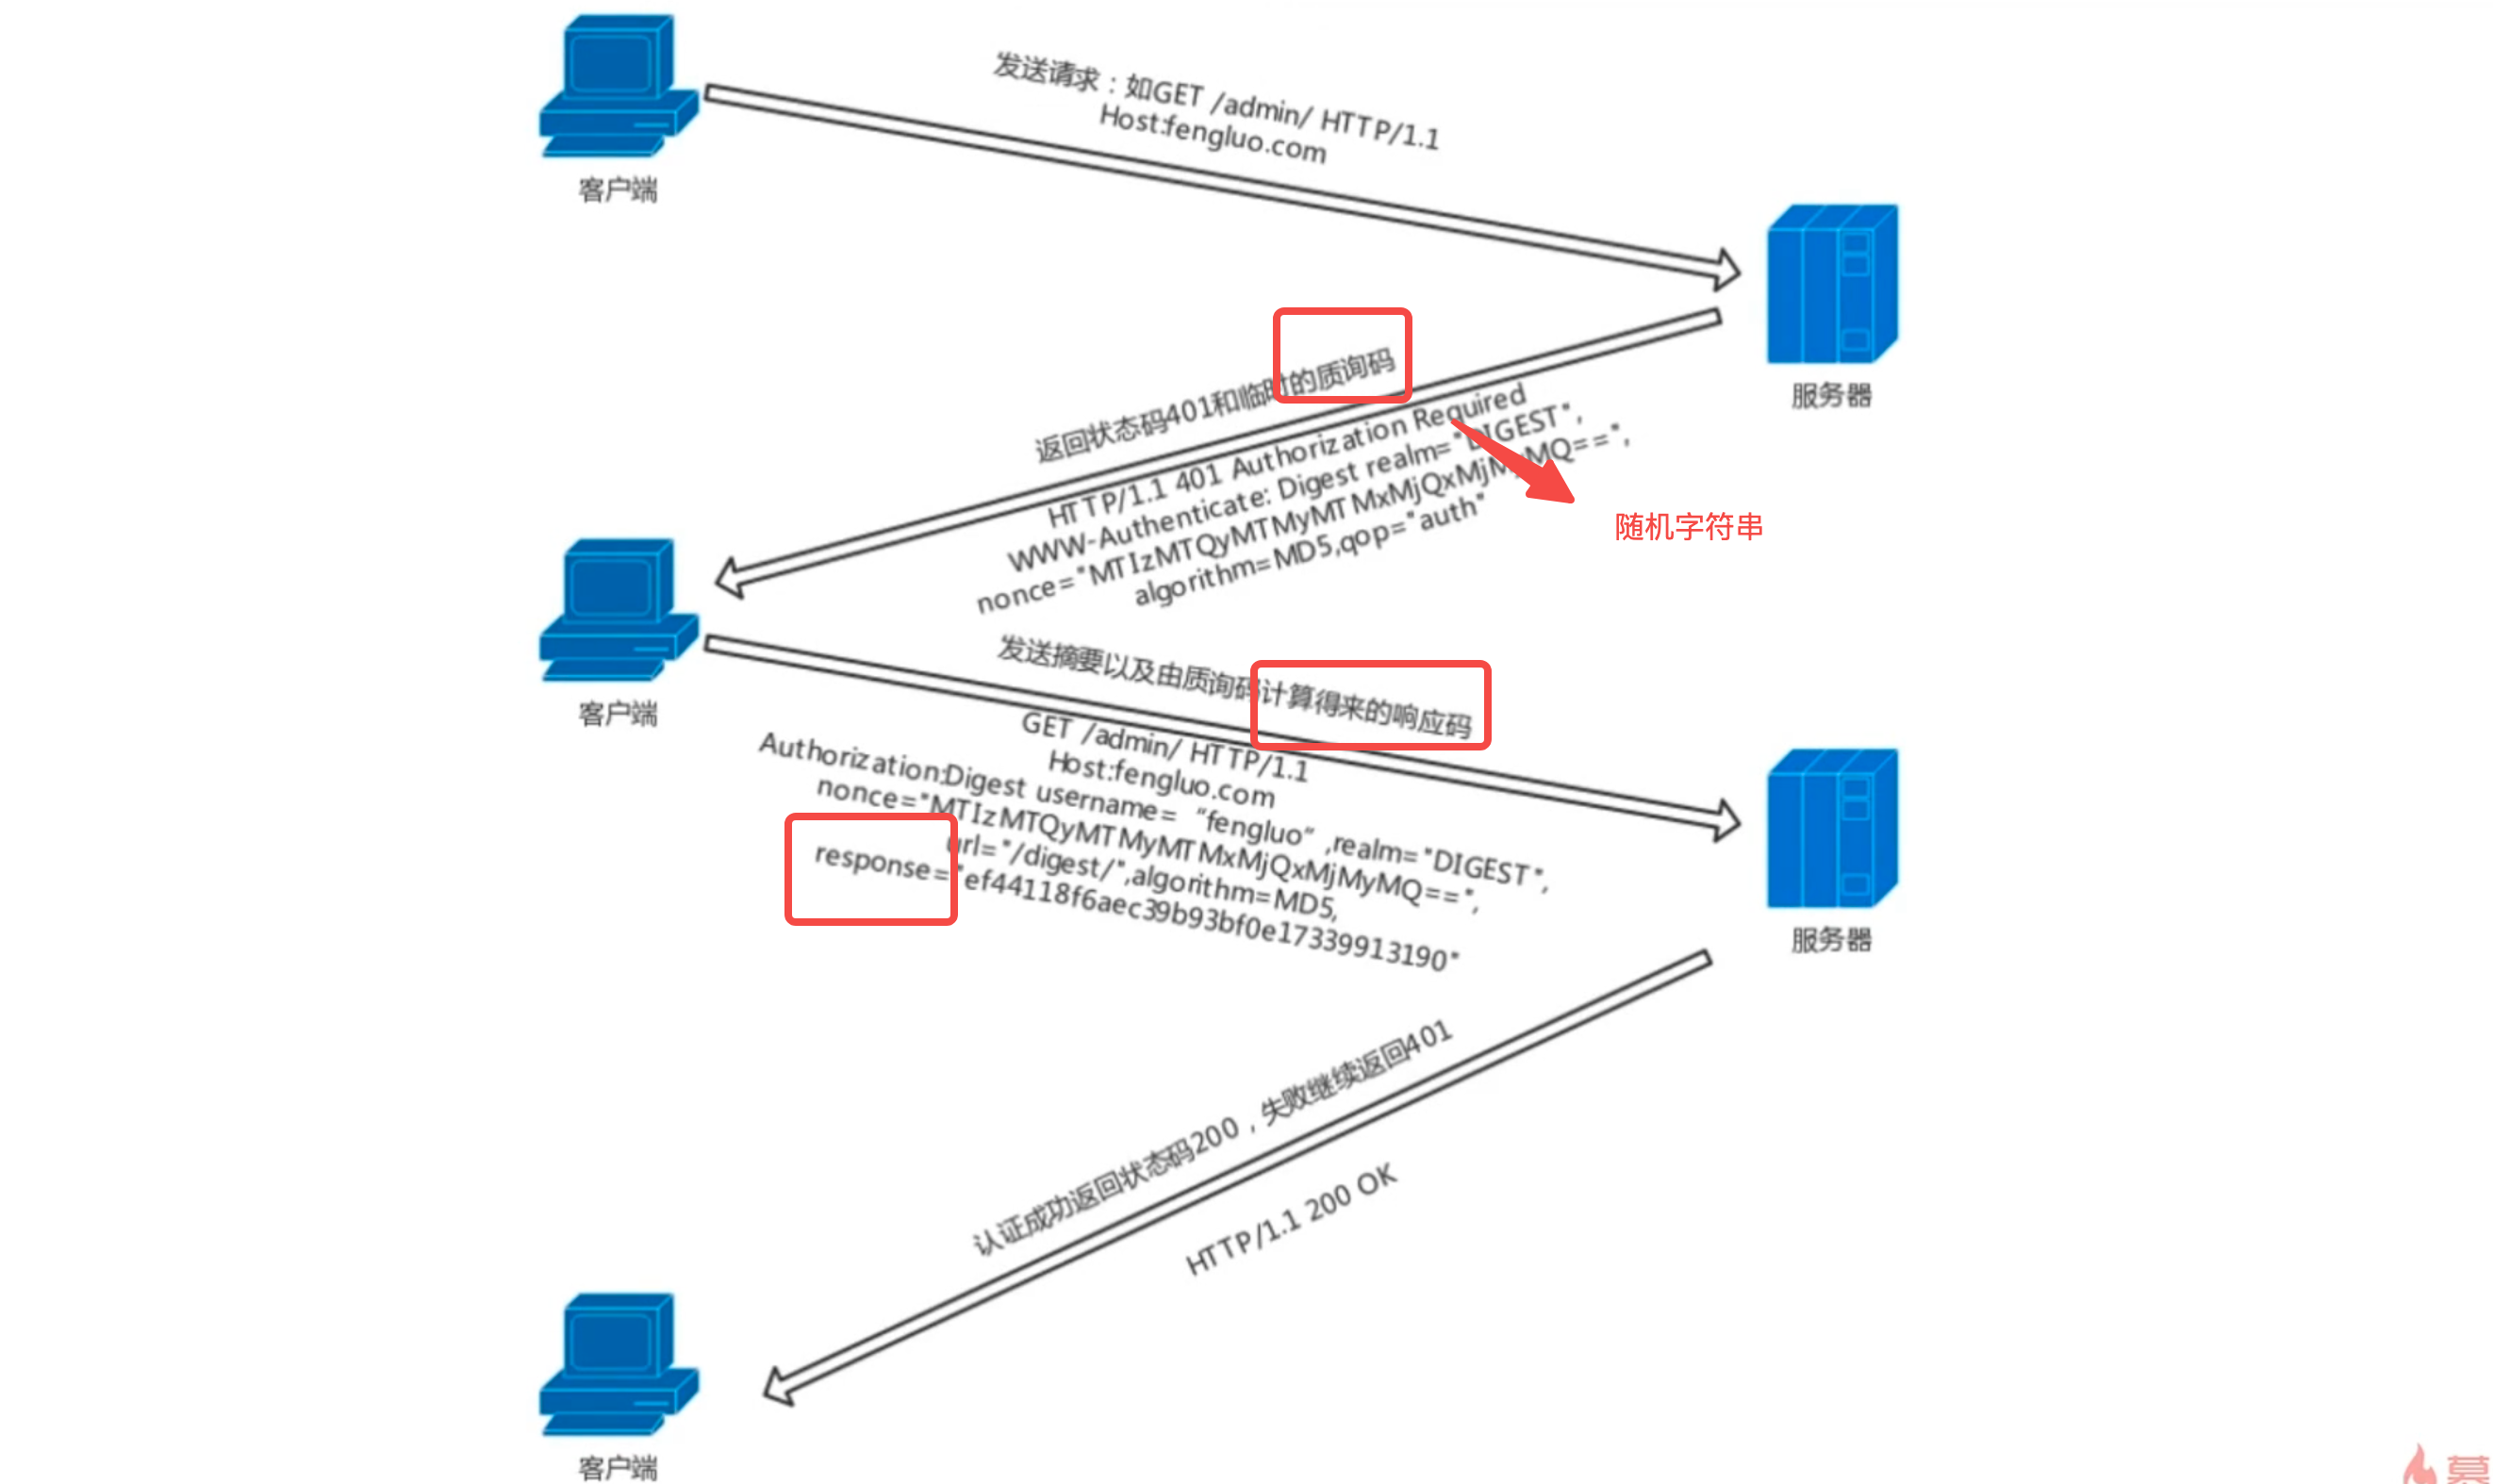 发送请求：如GET /admin/ HTTP/1.1
Host:fengluo.com
客户端
服务器
返回状态码401和临时的质询码
HTTP/1.1 401 Authorization Required
WWW-Authenticate: Digest realm="DIGEST",
nonce="MTIzMTQyMTMyMTMxMjQxMjMyMQ==",
algorithm=MD5,qop="auth"
随机字符串
客户端
发送摘要以及由质询码计算得来的响应码
GET /admin/ HTTP/1.1
Host:fengluo.com
Authorization:Digest username= “fengluo”,realm="DIGEST",
nonce="MTIzMTQyMTMyMTMxMjQxMjMyMQ==",
url="/digest/",algorithm=MD5,
response="ef44118f6aec39b93bf0e17339913190"
服务器
认证成功返回状态码200，失败继续返回401
HTTP/1.1 200 OK
客户端